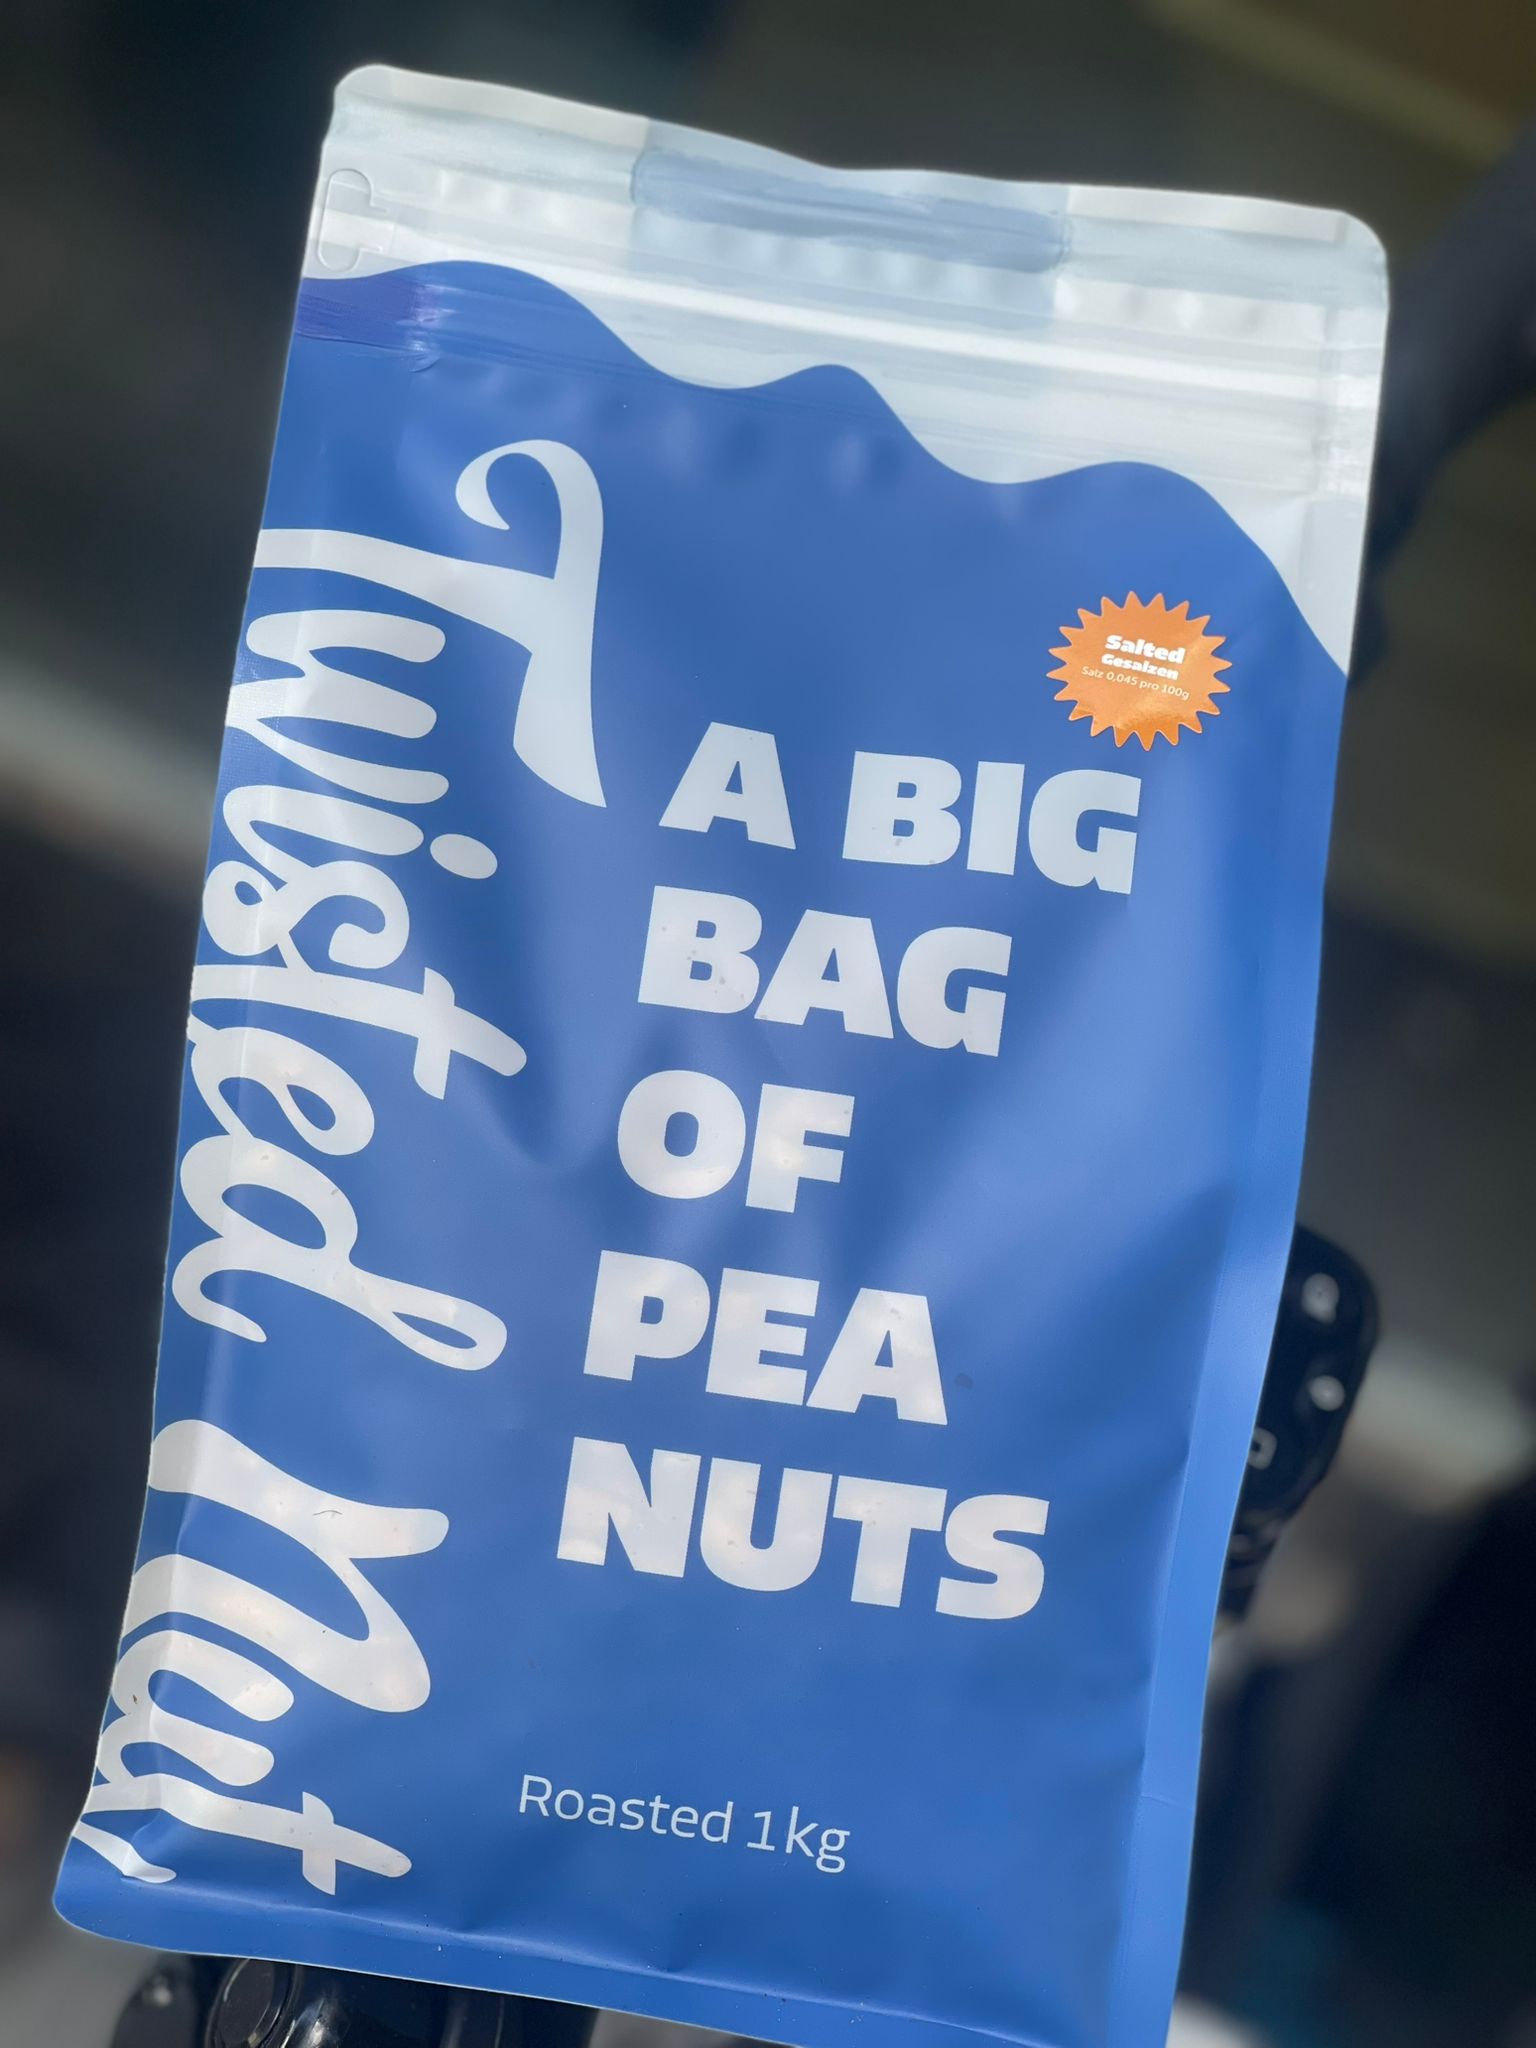 Twisted Nut
Salted
Gesalzen
Salz 0,045 pro 100g
A BIG
BAG
OF
PEA
NUTS
Roasted 1kg